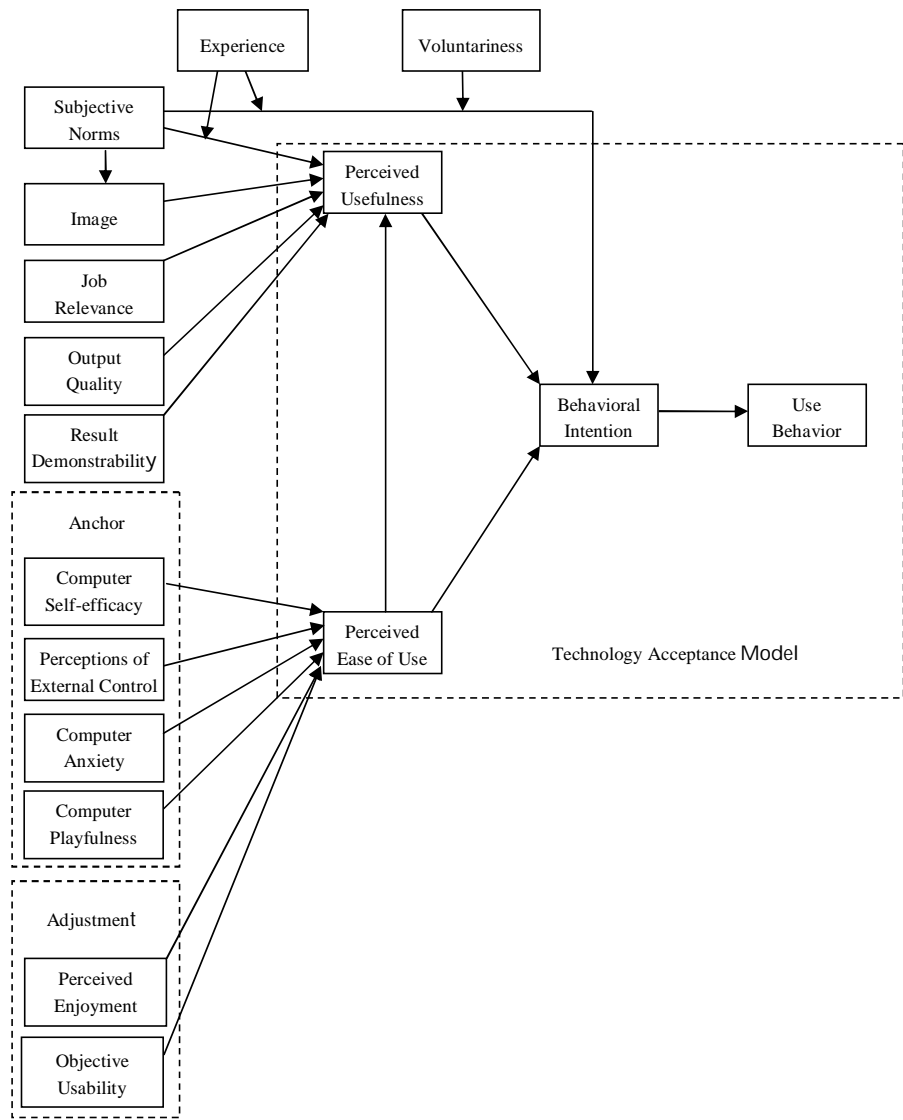 Experience
Voluntariness
Subjective
Norms
Perceived
Usefulness
Image
Job
Relevance
Output
Quality
Behavioral
Intention
Use
Behavior
Result
Demonstrability
Anchor
Computer
Self-efficacy
Perceived
Ease of Use
Technology Acceptance Model
Perceptions of
External Control
Computer
Anxiety
Computer
Playfulness
Adjustment
Perceived
Enjoyment
Objective
Usability